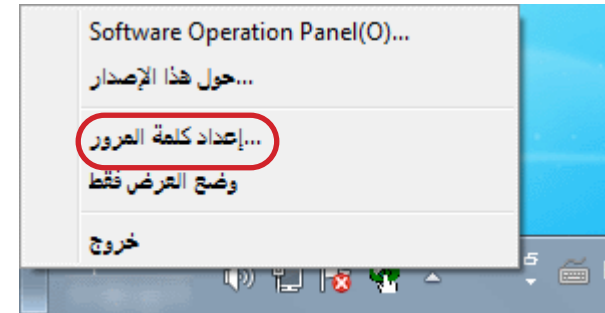 Software Operation Panel(O)...
حول هذا الإصدار...
إعداد كلمة المرور...
وضع العرض فقط
خروج